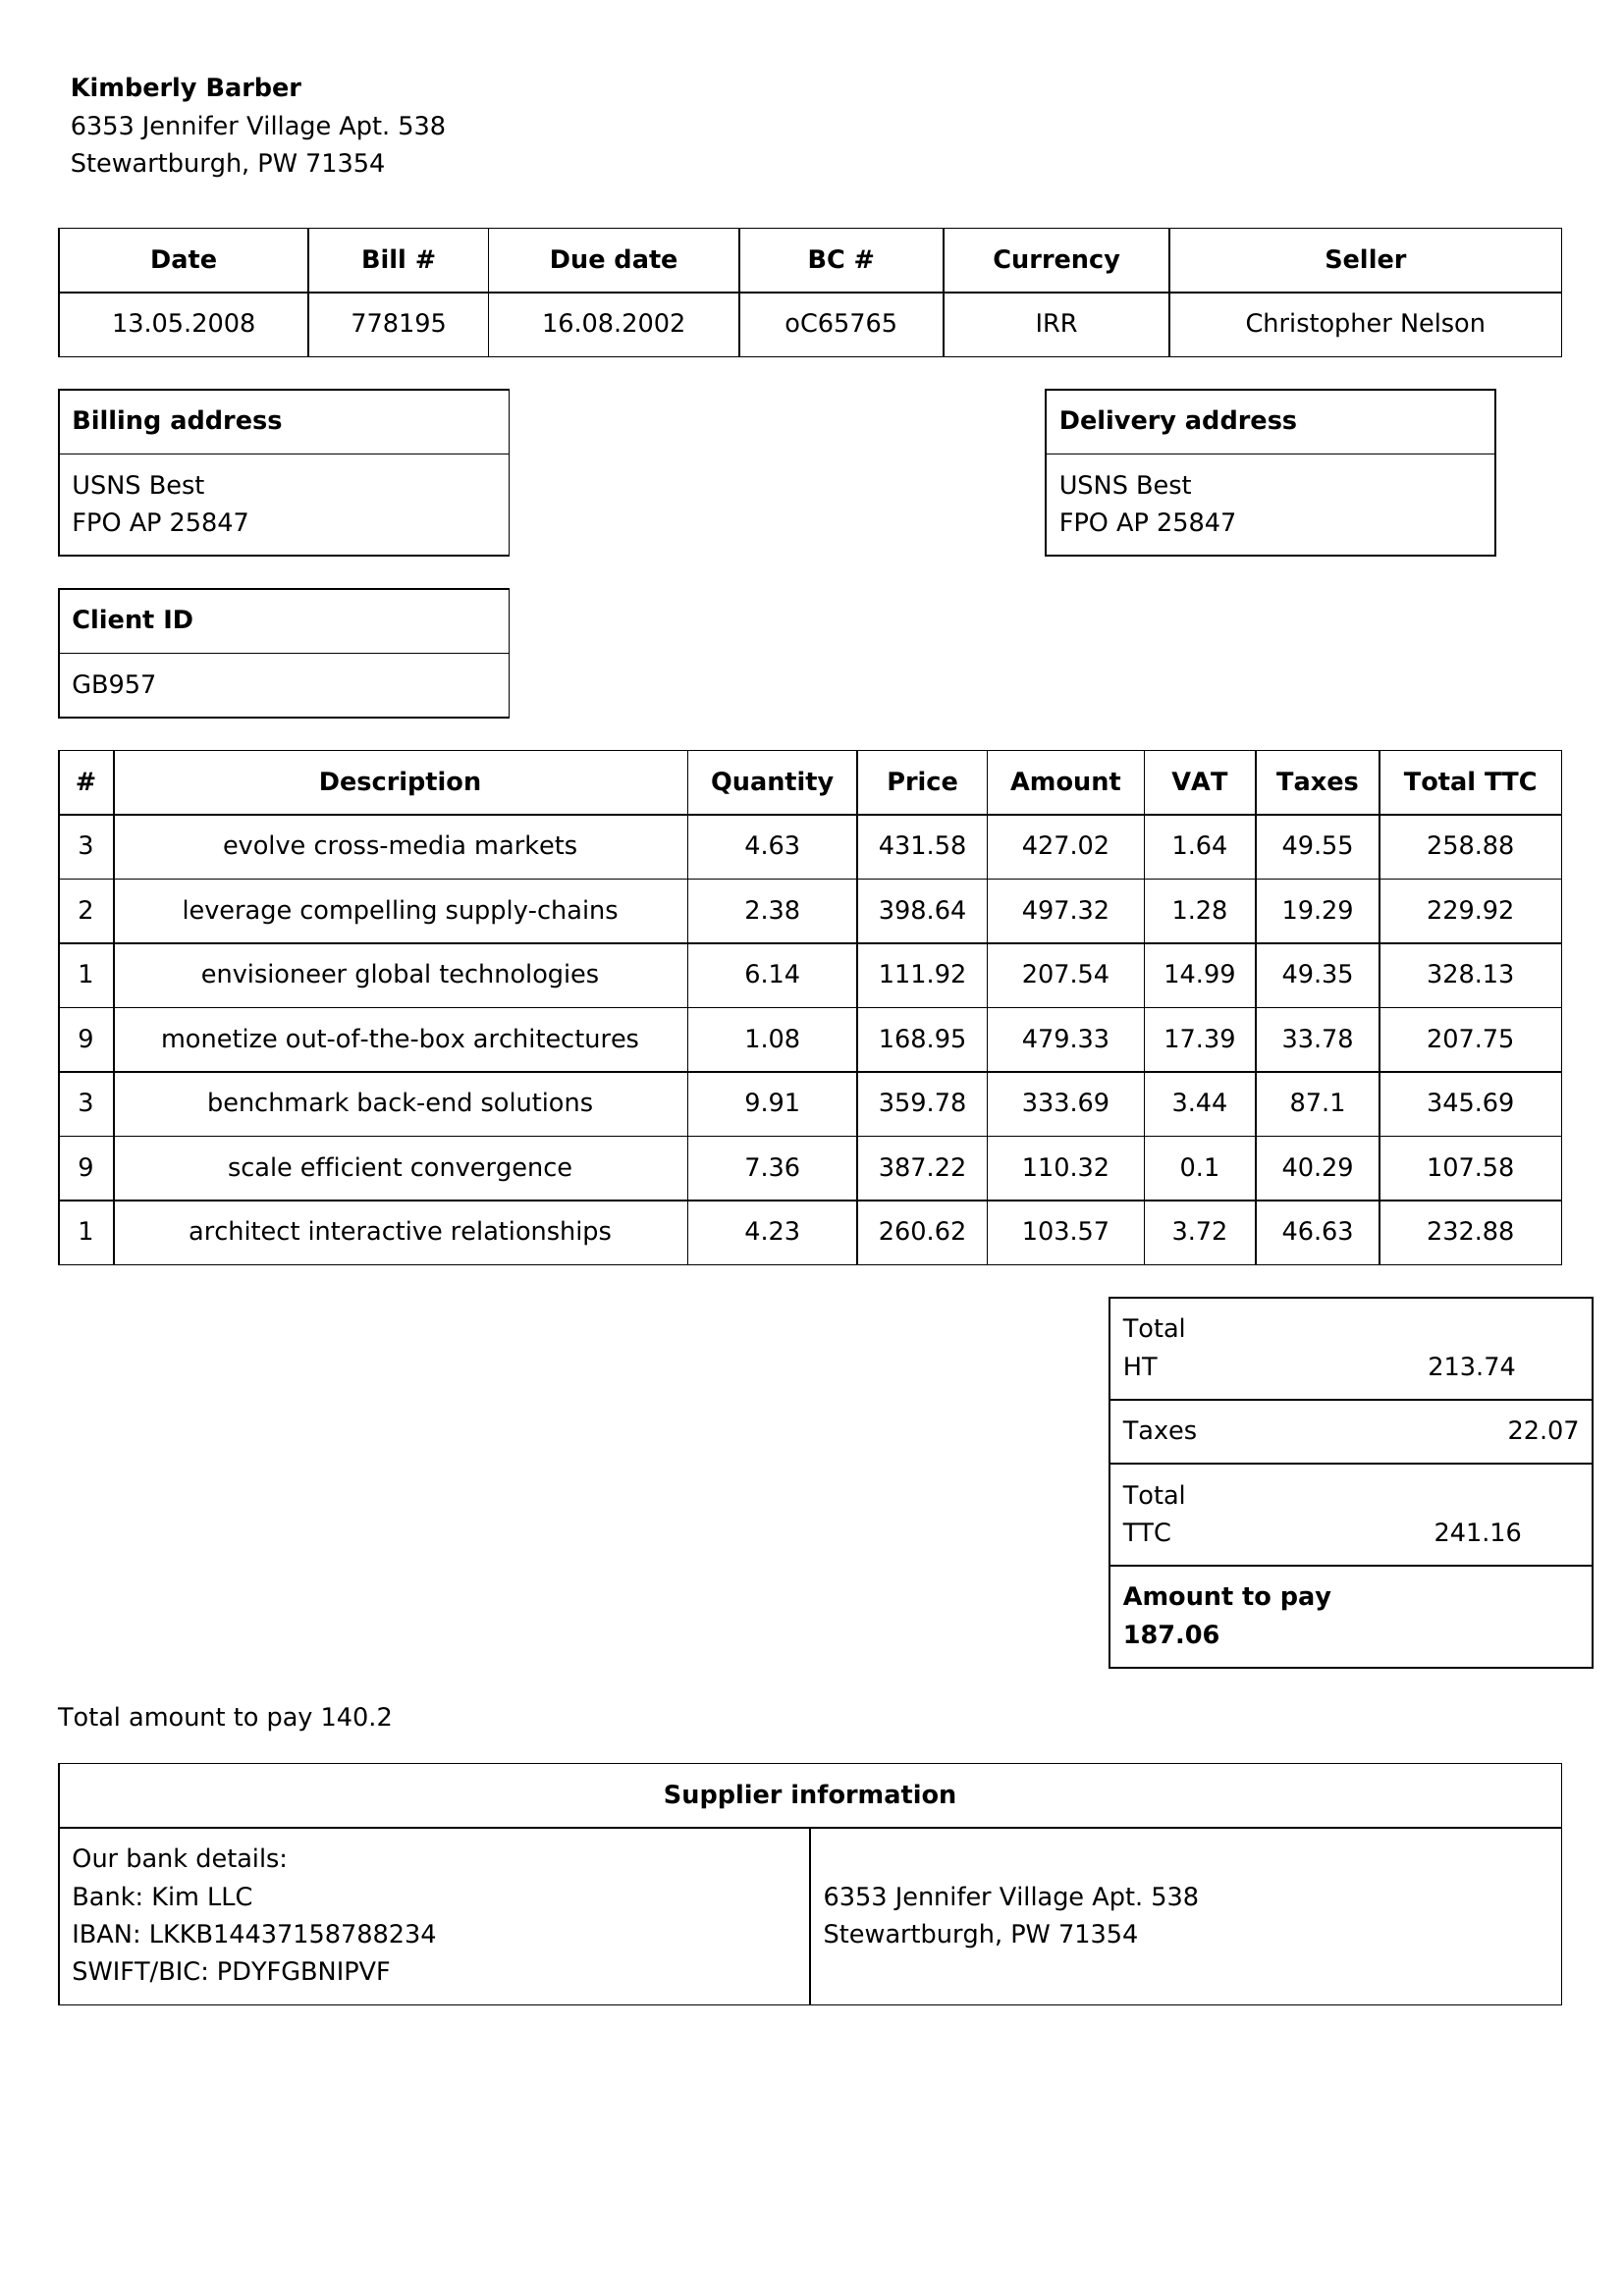 Kimberly Barber
6353 Jennifer Village Apt. 538
Stewartburgh, PW 71354
Date Bill # Due date BC # Currency Seller
13.05.2008 778195 16.08.2002 oC65765 IRR Christopher Nelson
Billing address
USNS Best
FPO AP 25847
Delivery address
USNS Best
FPO AP 25847
Client ID
GB957
# Description Quantity Price Amount VAT Taxes Total TTC
3 evolve cross-media markets 4.63 431.58 427.02 1.64 49.55 258.88
2 leverage compelling supply-chains 2.38 398.64 497.32 1.28 19.29 229.92
1 envisioneer global technologies 6.14 111.92 207.54 14.99 49.35 328.13
9 monetize out-of-the-box architectures 1.08 168.95 479.33 17.39 33.78 207.75
3 benchmark back-end solutions 9.91 359.78 333.69 3.44 87.1 345.69
9 scale efficient convergence 7.36 387.22 110.32 0.1 40.29 107.58
1 architect interactive relationships 4.23 260.62 103.57 3.72 46.63 232.88
Total
HT 213.74
Taxes 22.07
Total
TTC 241.16
Amount to pay
187.06
Total amount to pay 140.2
Supplier information
Our bank details:
Bank: Kim LLC
IBAN: LKKB14437158788234
SWIFT/BIC: PDYFGBNIPVF
6353 Jennifer Village Apt. 538
Stewartburgh, PW 71354